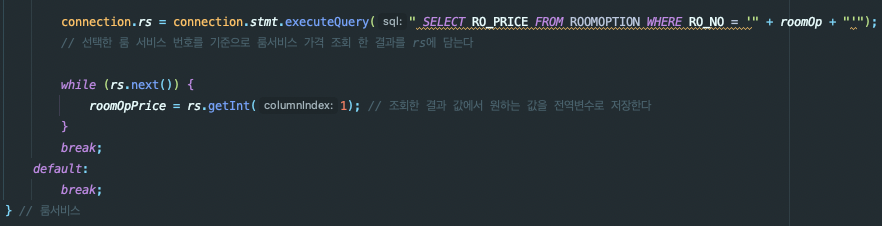 connection.rs = connection.stmt.executeQuery( sql: " SELECT RO_PRICE FROM ROOMOPTION WHERE RO_NO = '" + roomOp + "'");
// 선택한 룸 서비스 번호를 기준으로 룸서비스 가격 조회 한 결과를 rs에 담는다
while (rs.next()) {
roomOpPrice = rs.getInt( columnIndex: 1); // 조회한 결과 값에서 원하는 값을 전역변수로 저장한다
}
break;
default:
break;
} // 룸서비스